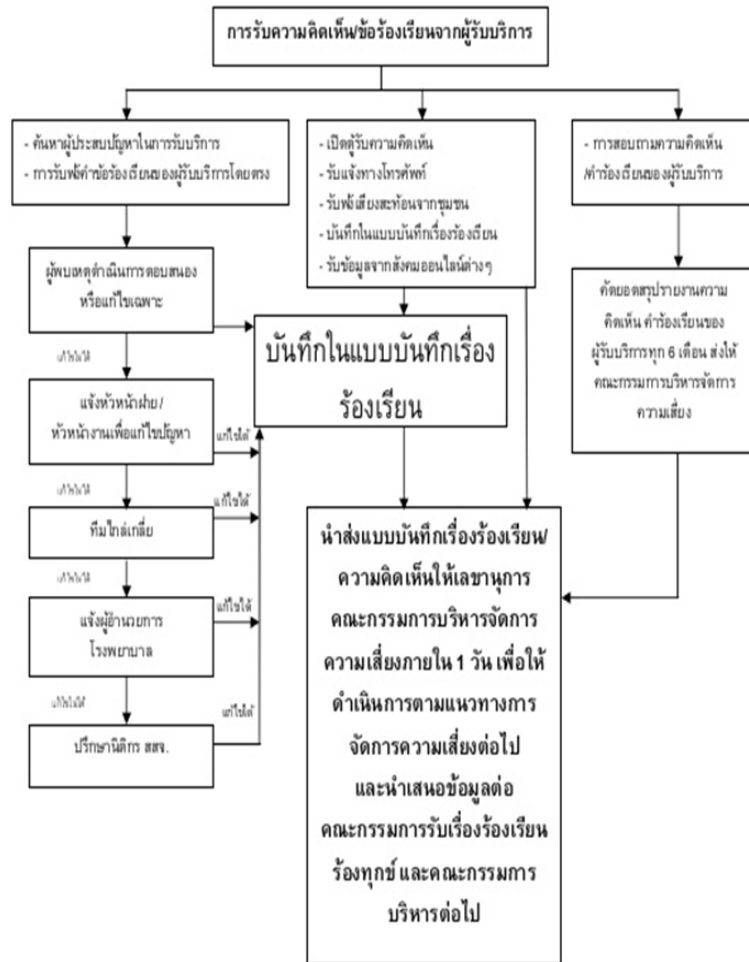 การรับความคิดเห็น/ข้อร้องเรียนจากผู้รับบริการ
- ค้นหาผู้ประสบปัญหาในการรับบริการ
- การรับฟังคำข้อร้องเรียนของผู้รับบริการโดยตรง
ผู้พบเหตุดำเนินการตอบสนอง
หรือแก้ไขเฉพาะ
แก้ไขไม่ได้
แจ้งหัวหน้าฝ่าย/
หัวหน้างานเพื่อแก้ไขปัญหา
แก้ไขได้
แก้ไขไม่ได้
ทีมไกล่เกลี่ย
แก้ไขได้
แก้ไขไม่ได้
แจ้งผู้อำนวยการ
โรงพยาบาล
แก้ไขได้
แก้ไขไม่ได้
ปรึกษานิติกร สสจ.
แก้ไขได้
- เปิดตู้รับความคิดเห็น
- รับแจ้งทางโทรศัพท์
- รับฟังเสียงสะท้อนจากชุมชน
- บันทึกในแบบบันทึกเรื่องร้องเรียน
- รับข้อมูลจากสังคมออนไลน์ต่างๆ
บันทึกในแบบบันทึกเรื่อง
ร้องเรียน
นำส่งแบบบันทึกเรื่องร้องเรียน/
ความคิดเห็นให้เลขานุการ
คณะกรรมการบริหารจัดการ
ความเสี่ยงภายใน 1 วัน เพื่อให้
ดำเนินการตามแนวทางการ
จัดการความเสี่ยงต่อไป
และนำเสนอข้อมูลต่อ
คณะกรรมการรับเรื่องร้องเรียน
ร้องทุกข์ และคณะกรรมการ
บริหารต่อไป
- การสอบถามความคิดเห็น
/คำร้องเรียนของผู้รับบริการ
คัดยอดสรุปรายงานความ
คิดเห็น คำร้องเรียนของ
ผู้รับบริการทุก 6 เดือน ส่งให้
คณะกรรมการบริหารจัดการ
ความเสี่ยง